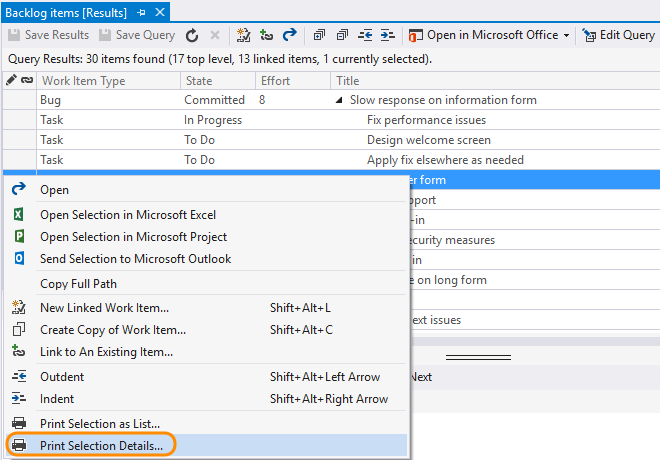 Backlog items [Results]
Save Results Save Query Open in Microsoft Office Edit Query
Query Results: 30 items found (17 top level, 13 linked items, 1 currently selected).
Work Item Type State Effort Title
Bug Committed 8 Slow response on information form
Task In Progress Fix performance issues
Task To Do Design welcome screen
Task To Do Apply fix elsewhere as needed
form
Open
Open Selection in Microsoft Excel
-in
Open Selection in Microsoft Project
ecurity measures
Send Selection to Microsoft Outlook
in
Copy Full Path
e on long form
New Linked Work Item... Shift+Alt+L
ext issues
Create Copy of Work Item... Shift+Alt+C
Link to An Existing Item...
Outdent Shift+Alt+Left Arrow
Next
Indent Shift+Alt+Right Arrow
Print Selection as List...
Print Selection Details...